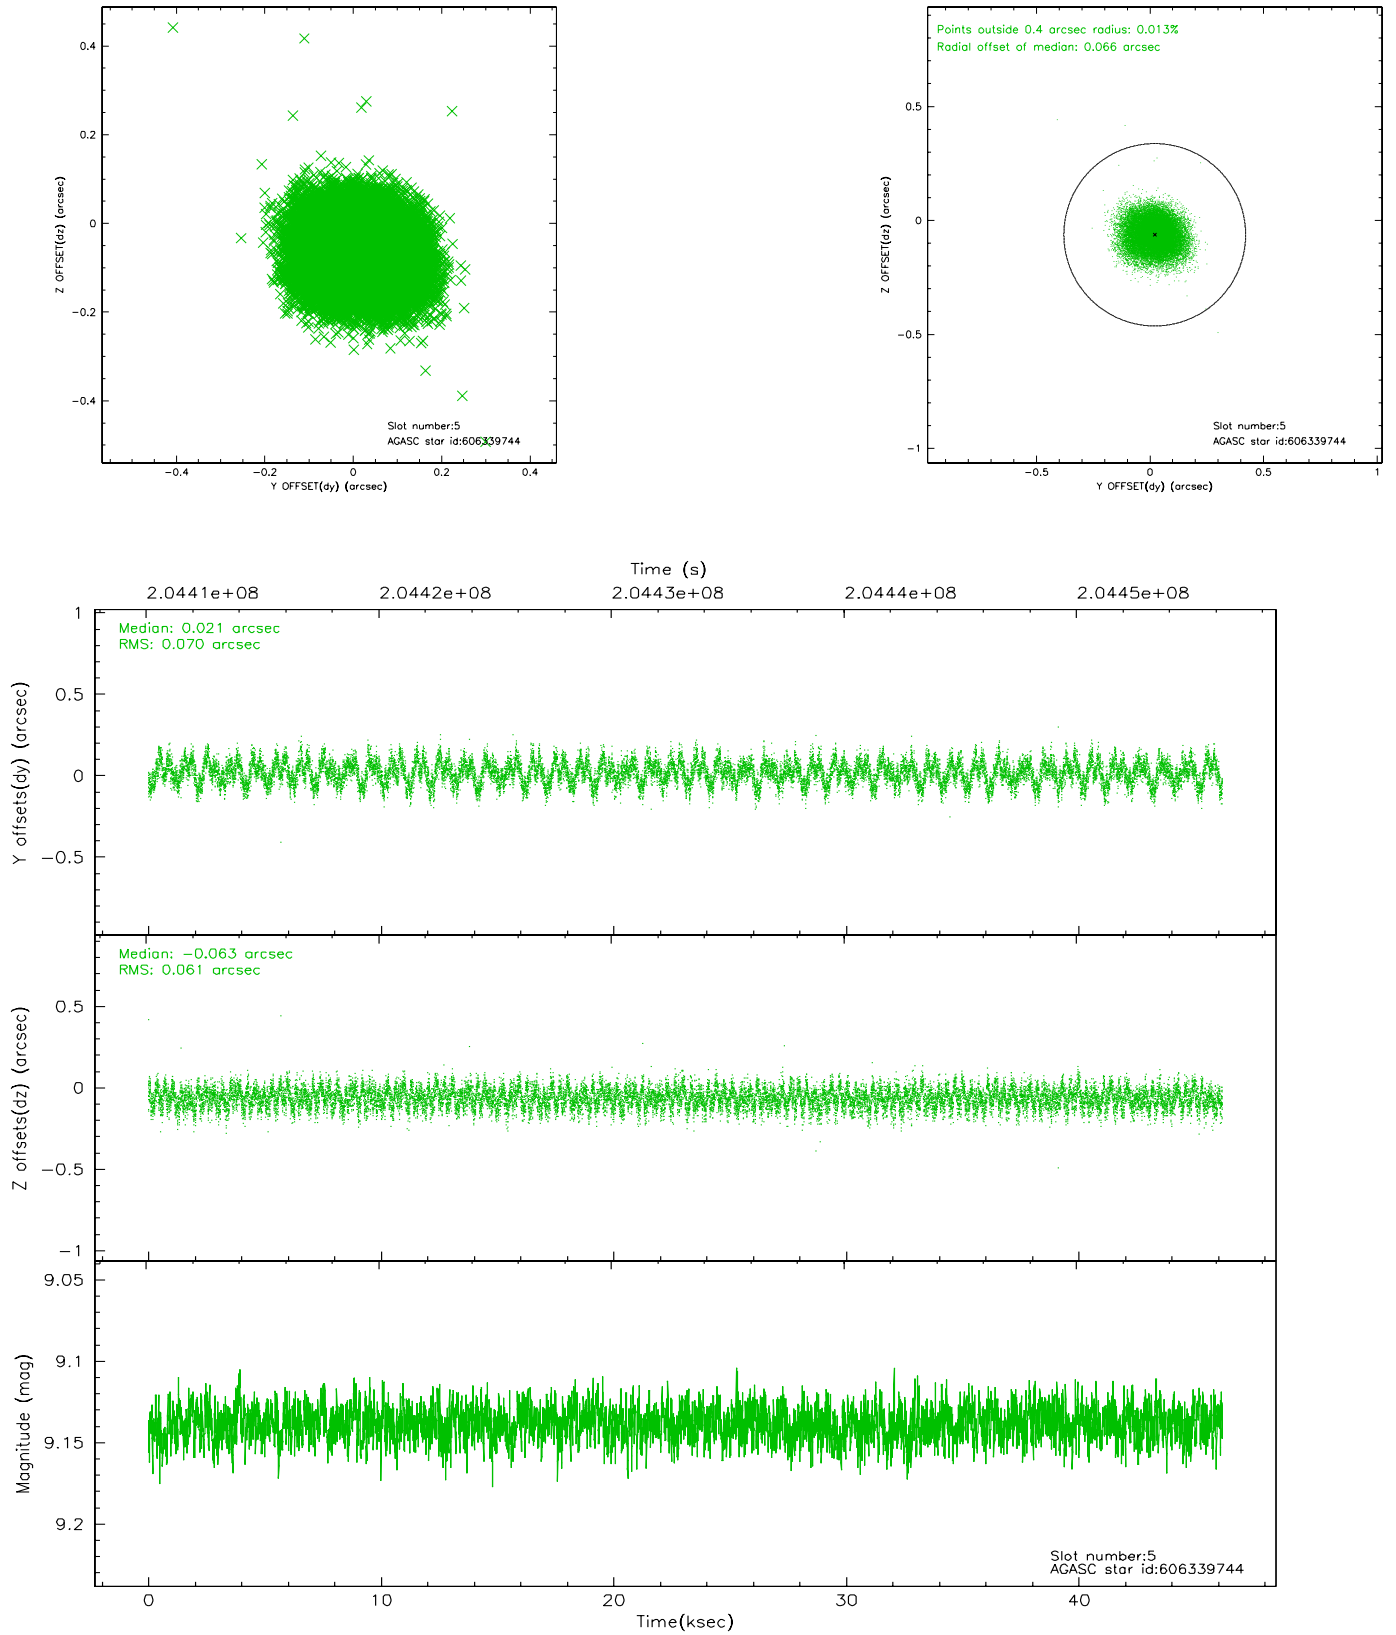 0.4
0.2
0
−0.2
−0.4
Z OFFSET(dz) (arcsec)
Slot number:5
AGASC star id:606339744
−0.4 −0.2 0 0.2 0.4
Y OFFSET(dy) (arcsec)
Points outside 0.4 arcsec radius: 0.013%
Radial offset of median: 0.066 arcsec
0.5
0
−0.5
−1
Z OFFSET(dz) (arcsec)
Slot number:5
AGASC star id:606339744
−0.5 0 0.5 1
Y OFFSET(dy) (arcsec)
Time (s)
2.0441e+08 2.0442e+08 2.0443e+08 2.0444e+08 2.0445e+08
1
0.5
0
−0.5
Y offsets(dy) (arcsec)
Median: 0.021 arcsec
RMS: 0.070 arcsec
0.5
0
−0.5
−1
Z offsets(dz) (arcsec)
Median: −0.063 arcsec
RMS: 0.061 arcsec
9.05
9.1
9.15
9.2
Magnitude (mag)
Slot number:5
AGASC star id:606339744
0 10 20 30 40
Time(ksec)